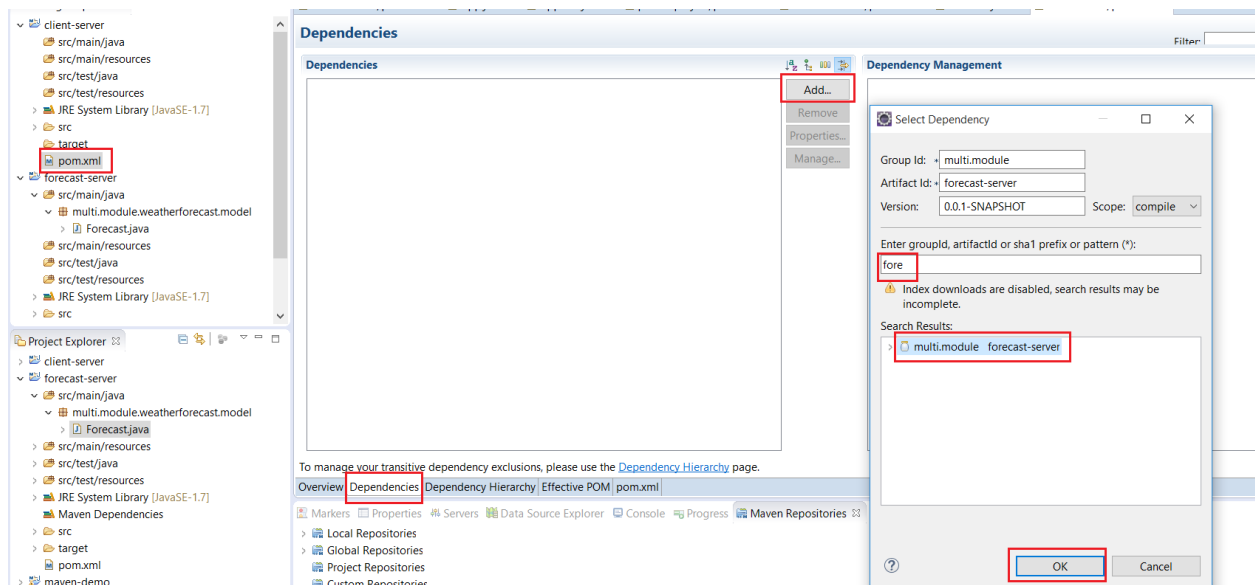 client-server
src/main/java
src/main/resources
src/test/java
src/test/resources
JRE System Library [JavaSE-1.7]
src
target
pom.xml
forecast-server
src/main/java
multi.module.weatherforecast.model
Forecast.java
src/main/resources
src/test/java
src/test/resources
JRE System Library [JavaSE-1.7]
src
Project Explorer
client-server
forecast-server
src/main/java
multi.module.weatherforecast.model
Forecast.java
src/main/resources
src/test/java
src/test/resources
JRE System Library [JavaSE-1.7]
Maven Dependencies
src
target
pom.xml
maven-demo
Dependencies
Filter:
Dependencies
Add...
Remove
Properties...
Manage...
Dependency Management
To manage your transitive dependency exclusions, please use the Dependency Hierarchy page.
Overview Dependencies Dependency Hierarchy Effective POM pom.xml
Markers Properties Servers Data Source Explorer Console Progress Maven Repositories
Local Repositories
Global Repositories
Project Repositories
Custom Repositories
Select Dependency
Group Id: * multi.module
Artifact Id: * forecast-server
Version: 0.0.1-SNAPSHOT Scope: compile
Enter groupId, artifactId or sha1 prefix or pattern (*):
fore
Index downloads are disabled, search results may be
incomplete.
Search Results:
multi.module forecast-server
OK Cancel